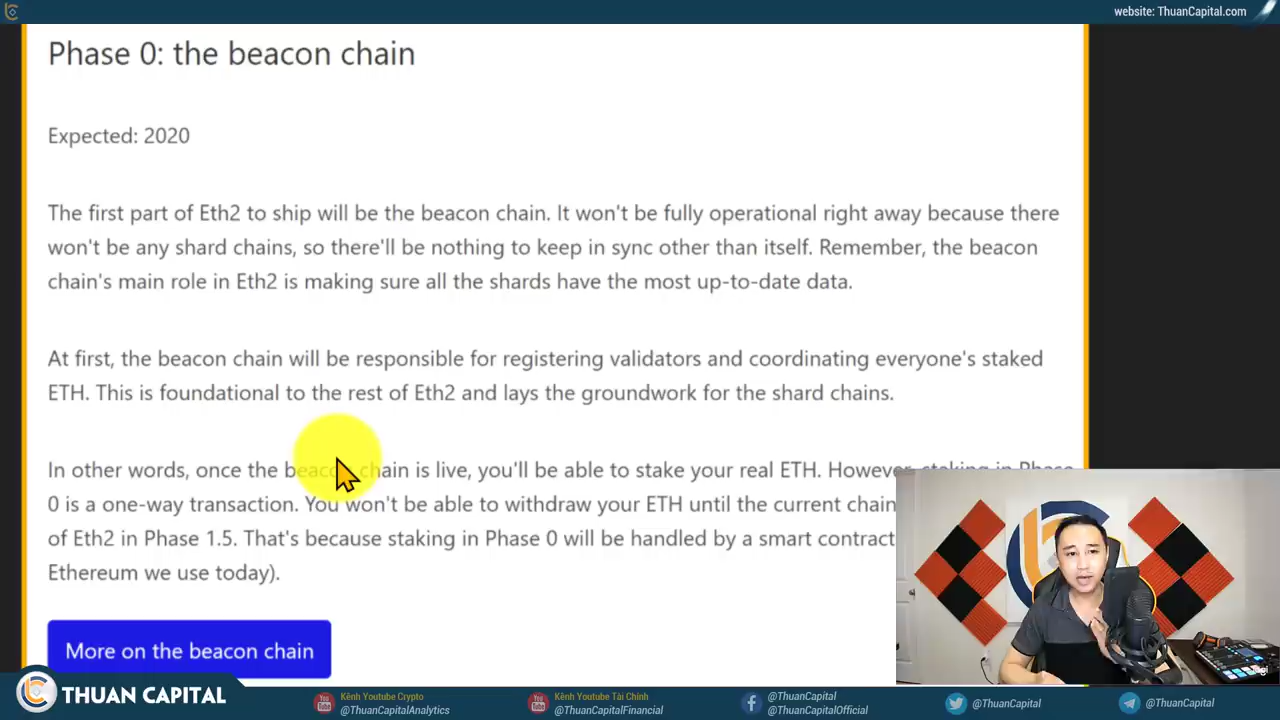 website: ThuanCapital.com
Phase 0: the beacon chain
Expected: 2020
The first part of Eth2 to ship will be the beacon chain. It won't be fully operational right away because there
won't be any shard chains, so there'll be nothing to keep in sync other than itself. Remember, the beacon
chain's main role in Eth2 is making sure all the shards have the most up-to-date data.
At first, the beacon chain will be responsible for registering validators and coordinating everyone's staked
ETH. This is foundational to the rest of Eth2 and lays the groundwork for the shard chains.
In other words, once the beacon chain is live, you'll be able to stake your real ETH. However, staking in Phase
0 is a one-way transaction. You won't be able to withdraw your ETH until the current chain
of Eth2 in Phase 1.5. That's because staking in Phase 0 will be handled by a smart contract
Ethereum we use today).
More on the beacon chain
THUAN CAPITAL
Kênh Youtube Crypto
@ThuanCapitalAnalytics
Kênh Youtube Tài Chính
@ThuanCapitalFinancial
@ThuanCapital
@ThuanCapitalOfficial
@ThuanCapital
@ThuanCapital